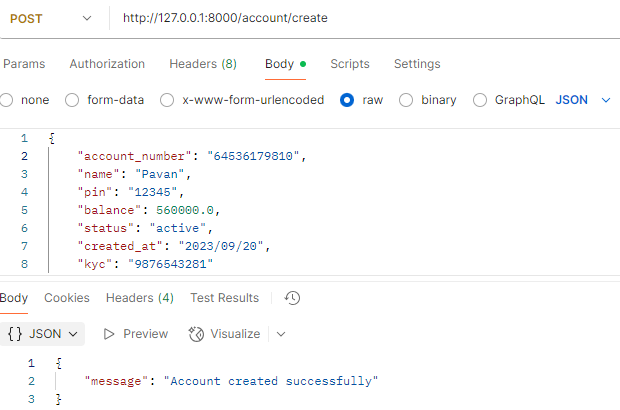 POST http://127.0.0.1:8000/account/create
Params Authorization Headers (8) Body Scripts Settings
none form-data x-www-form-urlencoded raw binary GraphQL JSON
1 {
2 "account_number": "64536179810",
3 "name": "Pavan",
4 "pin": "12345",
5 "balance": 560000.0,
6 "status": "active",
7 "created_at": "2023/09/20",
8 "kyc": "9876543281"
Body Cookies Headers (4) Test Results
{} JSON Preview Visualize
1 {
2 "message": "Account created successfully"
3 }